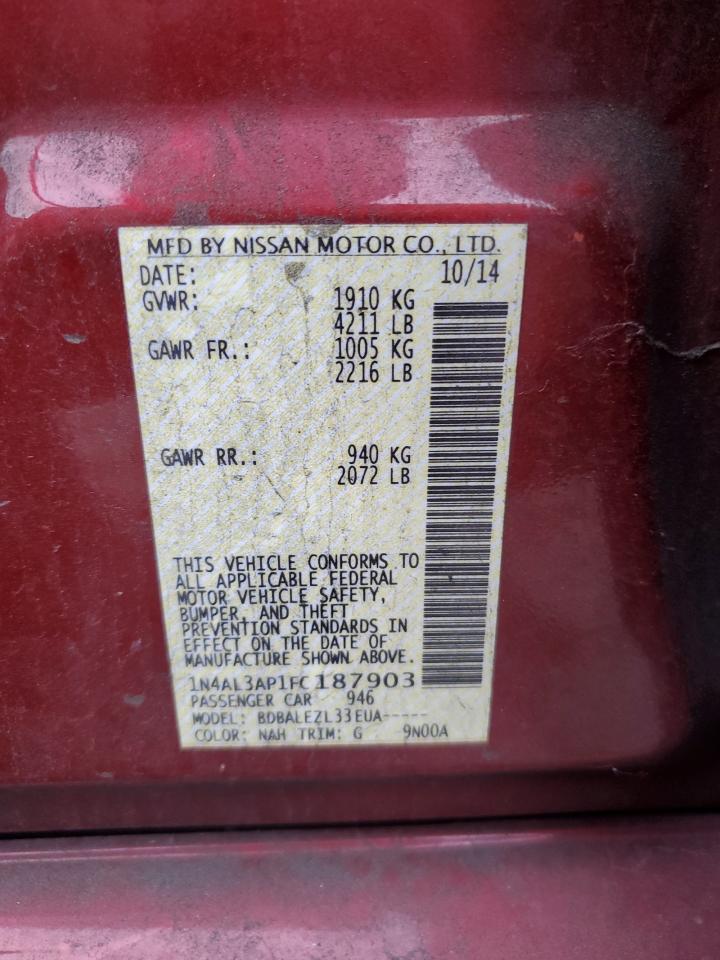 MFD BY NISSAN MOTOR CO., LTD.
DATE: 10/14
GVWR: 1910 KG
4211 LB
GAWR FR.: 1005 KG
2216 LB
GAWR RR.: 940 KG
2072 LB
THIS VEHICLE CONFORMS TO
ALL APPLICABLE FEDERAL
MOTOR VEHICLE SAFETY,
BUMPER, AND THEFT
PREVENTION STANDARDS IN
EFFECT ON THE DATE OF
MANUFACTURE SHOWN ABOVE.
1N4AL3AP1FC187903
PASSENGER CAR 946
MODEL: BDBALEZL33EUA-----
COLOR: NAH TRIM: G 9N00A